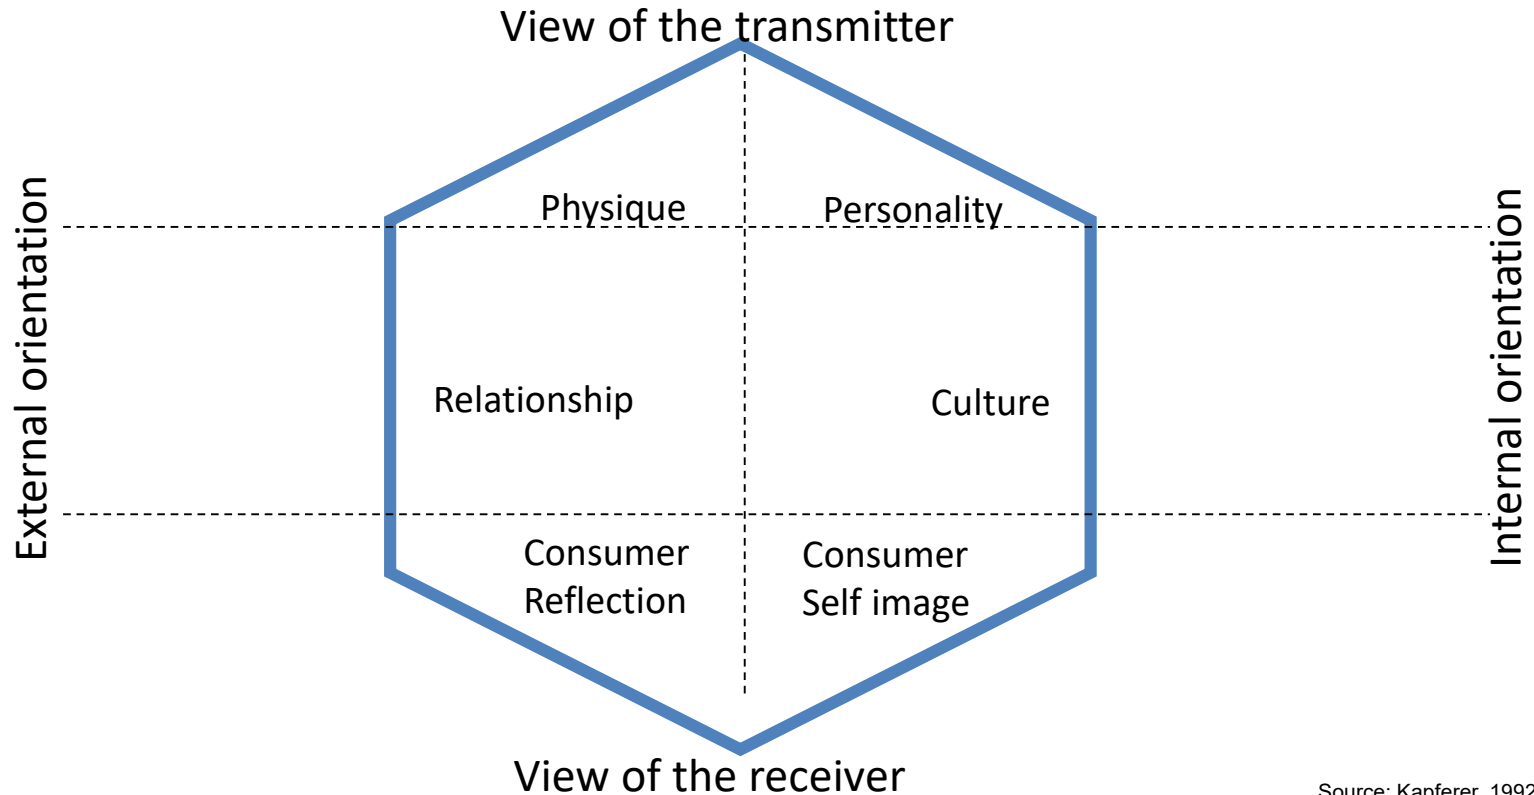 View of the transmitter
External orientation
Internal orientation
Physique
Personality
Relationship
Culture
Consumer
Reflection
Consumer
Self image
View of the receiver
Source: Kapferer, 1992